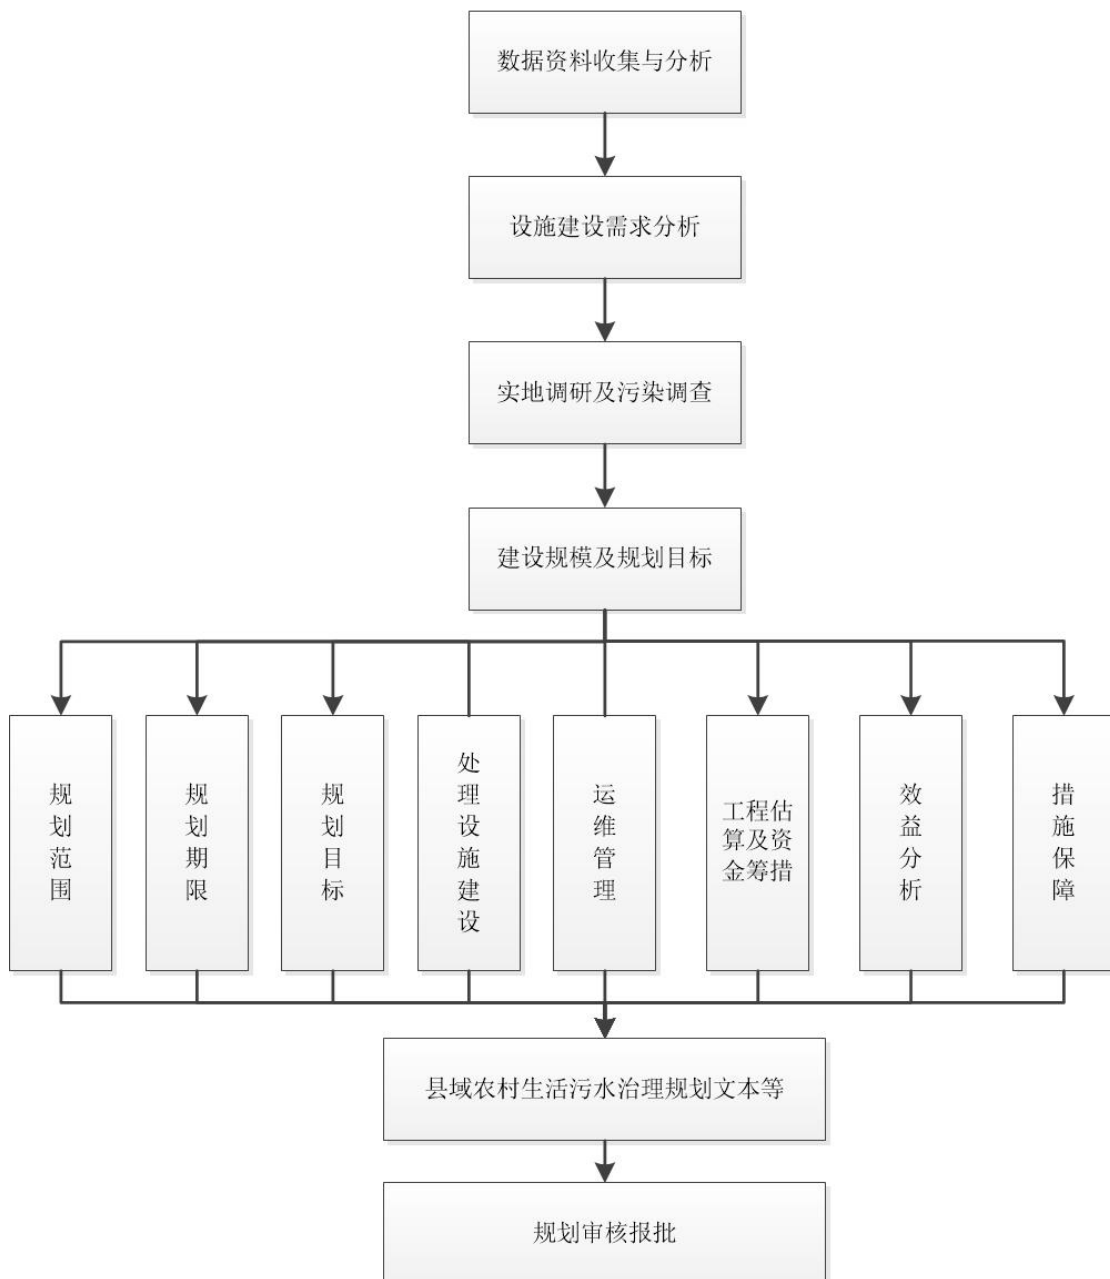 数据资料收集与分析
设施建设需求分析
实地调研及污染调查
建设规模及规划目标
规划范围
规划期限
规划目标
处理设施建设
运维管理
工程估
算及资
金筹措
效益分析
措施保障
县域农村生活污水治理规划文本等
规划审核报批